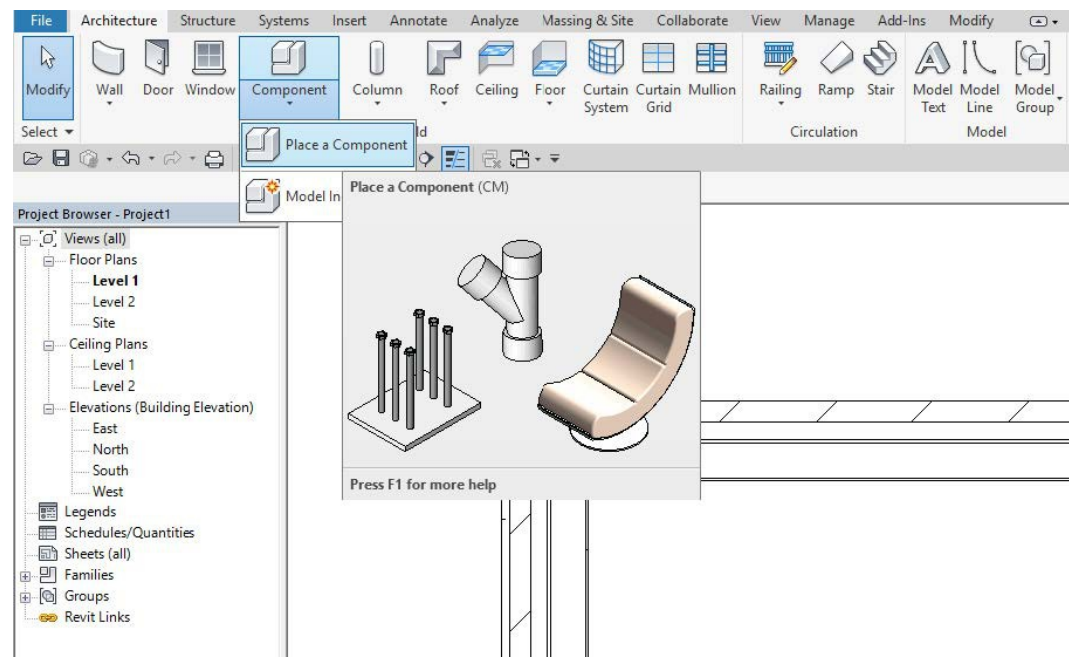 File Architecture Structure Systems Insert Annotate Analyze Massing & Site Collaborate View Manage Add-Ins Modify
Modify Wall Door Window Component Column Roof Ceiling Floor Curtain System Curtain Grid Mullion Railing Ramp Stair Model Text Model Line Model Group
Select Circulation Model
Place a Component
Model In
Place a Component (CM)
Press F1 for more help
Project Browser - Project1
Views (all)
Floor Plans
Level 1
Level 2
Site
Ceiling Plans
Level 1
Level 2
Elevations (Building Elevation)
East
North
South
West
Legends
Schedules/Quantities
Sheets (all)
Families
Groups
Revit Links